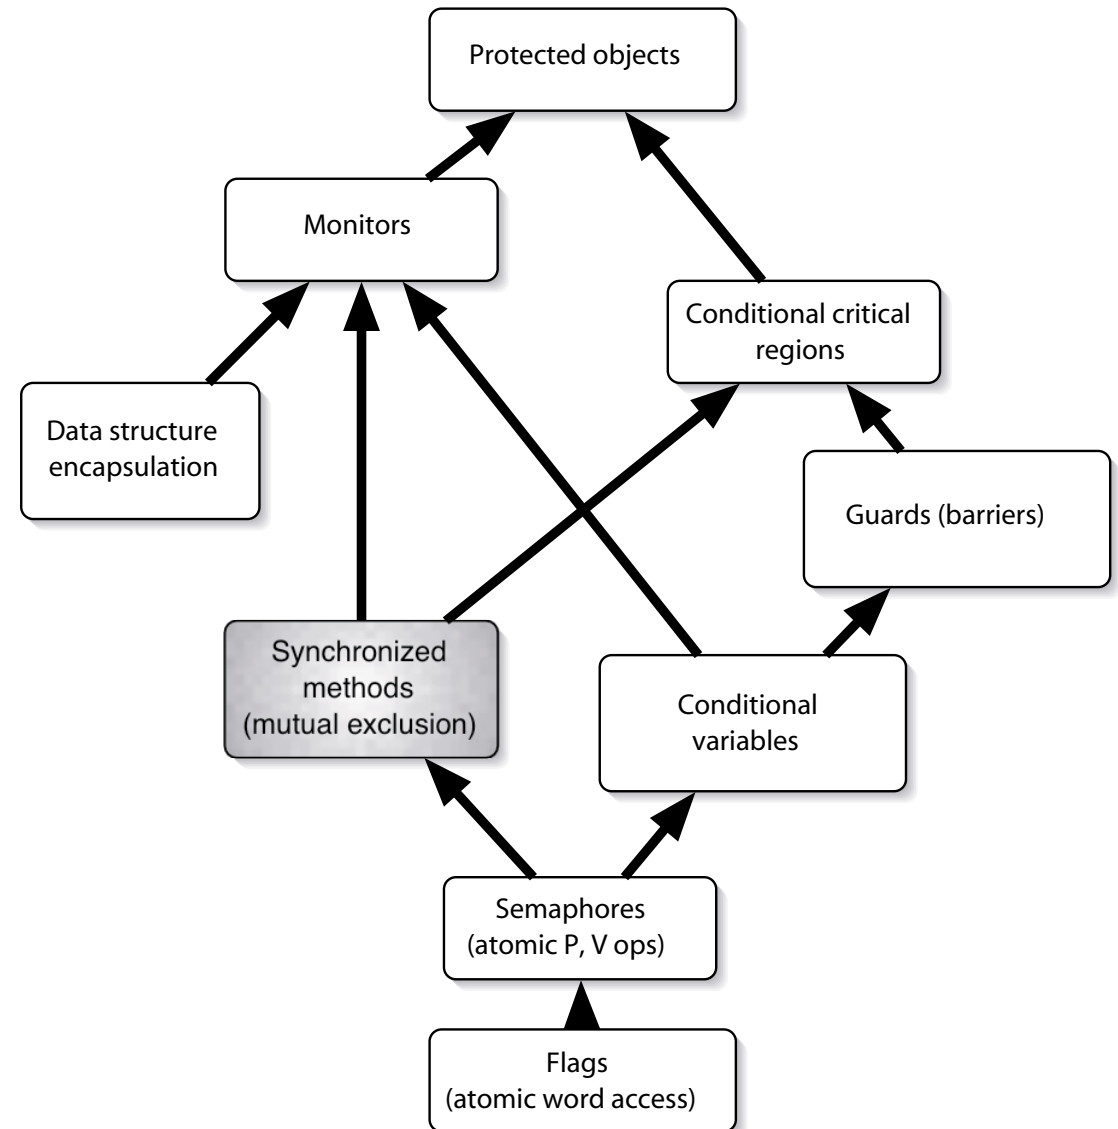 Protected objects
Monitors
Conditional critical
regions
Data structure
encapsulation
Guards (barriers)
Synchronized
methods
(mutual exclusion)
Conditional
variables
Semaphores
(atomic P, V ops)
Flags
(atomic word access)